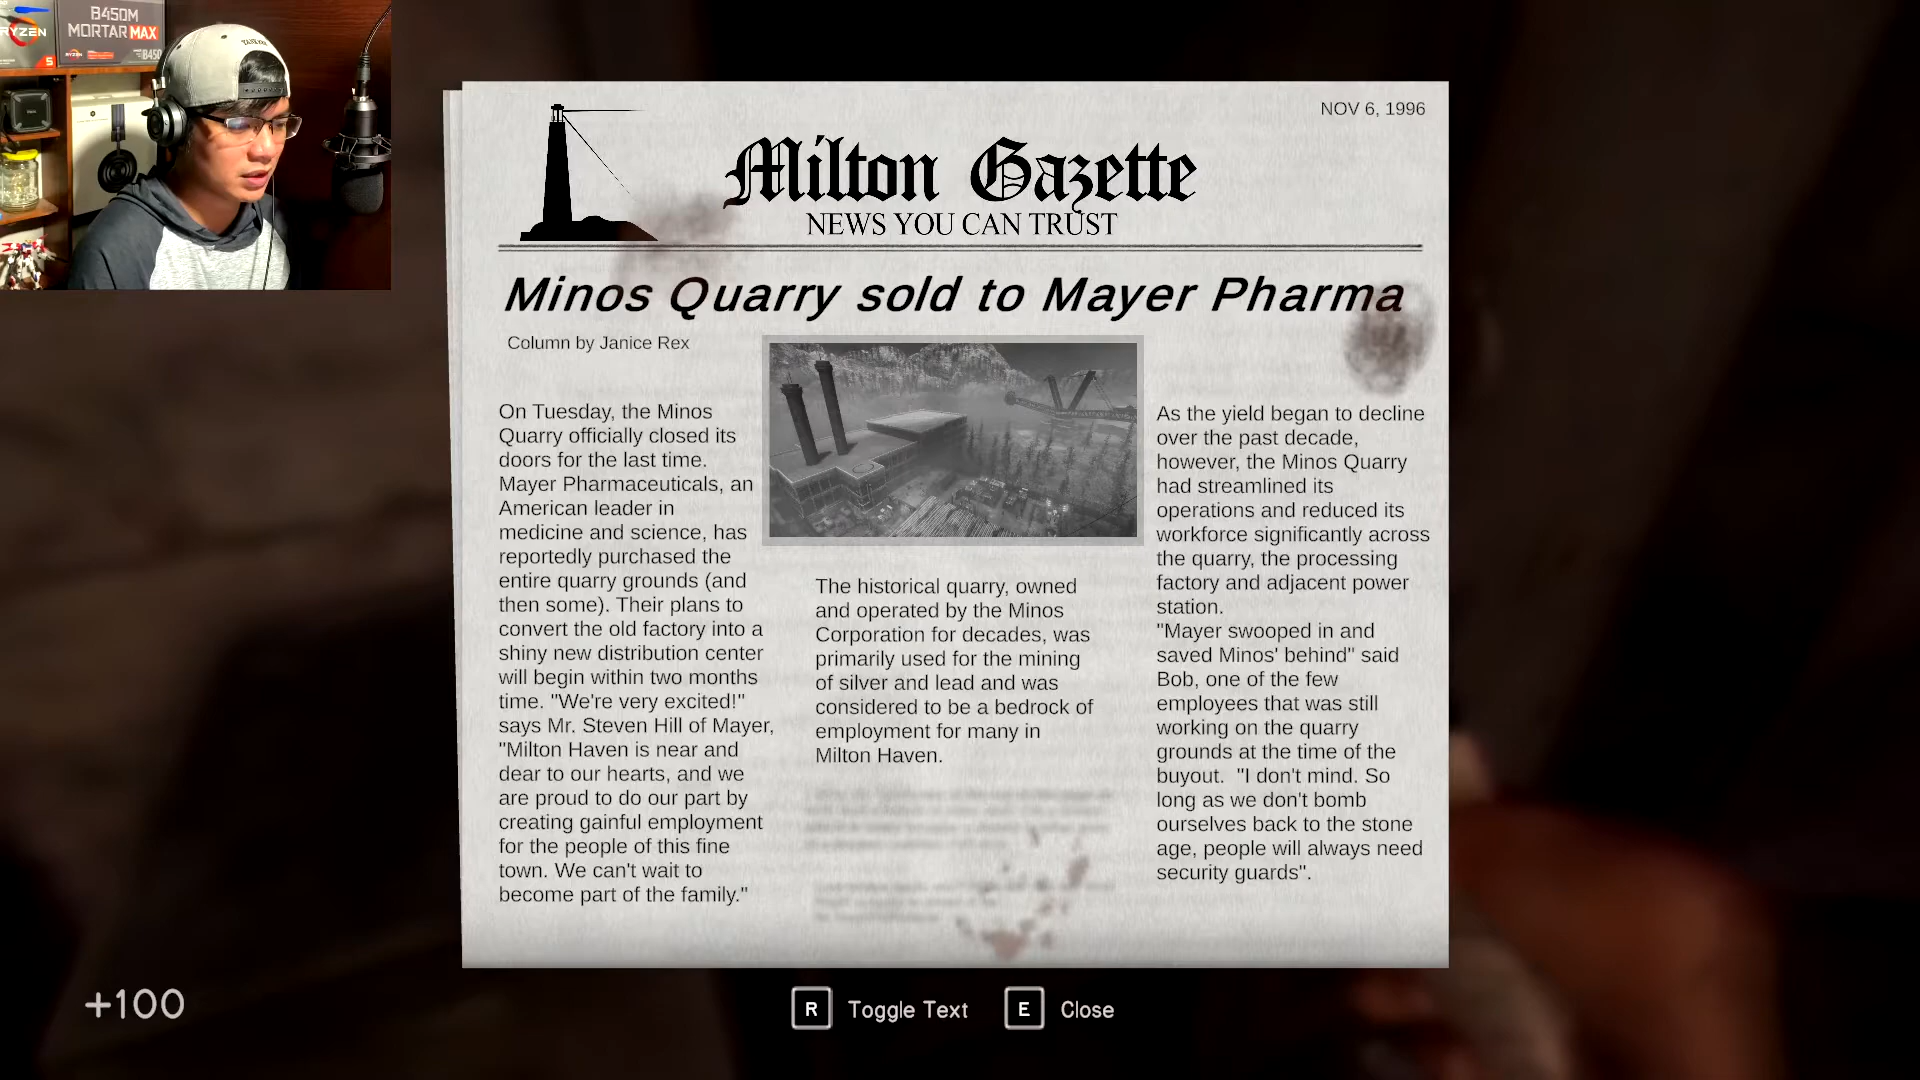 RYZEN
5
B450M
MORTAR MAX
RYZEN
B450
NOV 6, 1996
Milton Gazette
NEWS YOU CAN TRUST
Minos Quarry sold to Mayer Pharma
Column by Janice Rex
On Tuesday, the Minos
Quarry officially closed its
doors for the last time.
Mayer Pharmaceuticals, an
American leader in
medicine and science, has
reportedly purchased the
entire quarry grounds (and
then some). Their plans to
convert the old factory into a
shiny new distribution center
will begin within two months
time. "We're very excited!"
says Mr. Steven Hill of Mayer,
"Milton Haven is near and
dear to our hearts, and we
are proud to do our part by
creating gainful employment
for the people of this fine
town. We can't wait to
become part of the family."
The historical quarry, owned
and operated by the Minos
Corporation for decades, was
primarily used for the mining
of silver and lead and was
considered to be a bedrock of
employment for many in
Milton Haven.
As the yield began to decline
over the past decade,
however, the Minos Quarry
had streamlined its
operations and reduced its
workforce significantly across
the quarry, the processing
factory and adjacent power
station.
"Mayer swooped in and
saved Minos' behind" said
Bob, one of the few
employees that was still
working on the quarry
grounds at the time of the
buyout.  "I don't mind. So
long as we don't bomb
ourselves back to the stone
age, people will always need
security guards".
+100
R Toggle Text E Close